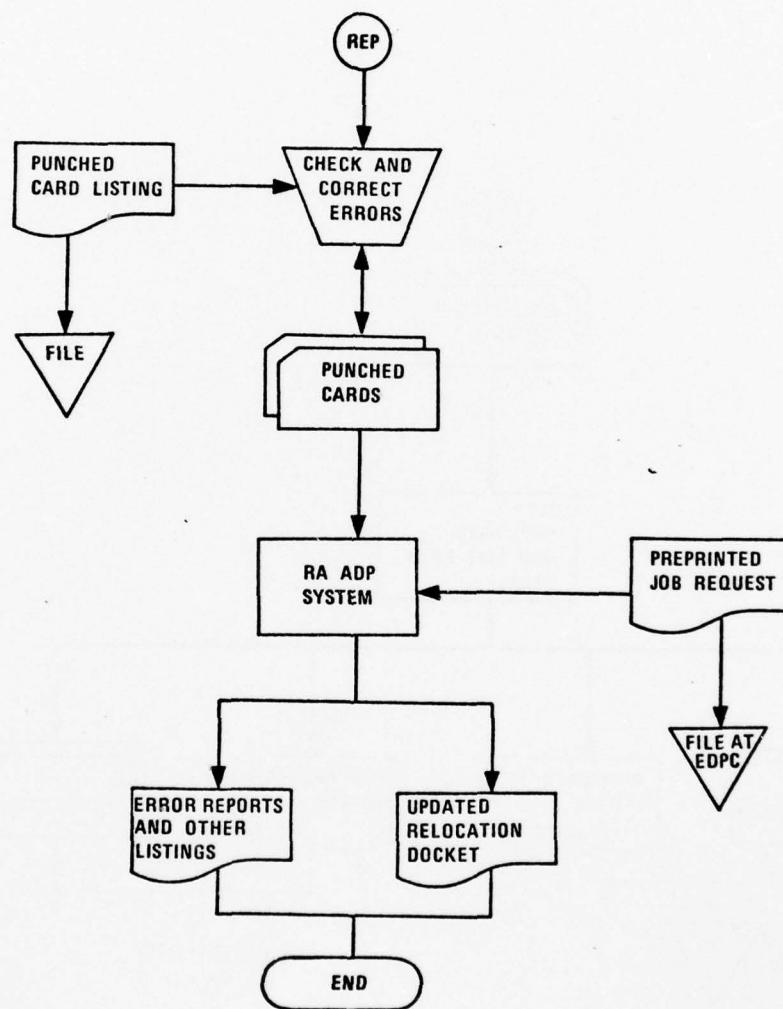 REP
PUNCHED
CARD LISTING
CHECK AND
CORRECT
ERRORS
FILE
PUNCHED
CARDS
RA ADP
SYSTEM
PREPRINTED
JOB REQUEST
FILE AT
EDPC
ERROR REPORTS
AND OTHER
LISTINGS
UPDATED
RELOCATION
DOCKET
END